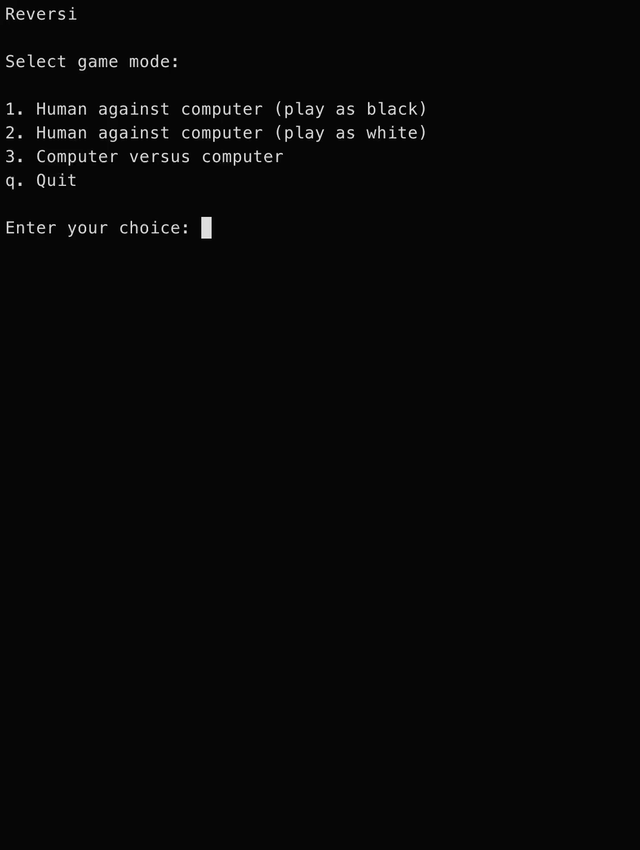 Reversi
Select game mode:
1. Human against computer (play as black)
2. Human against computer (play as white)
3. Computer versus computer
q. Quit
Enter your choice: